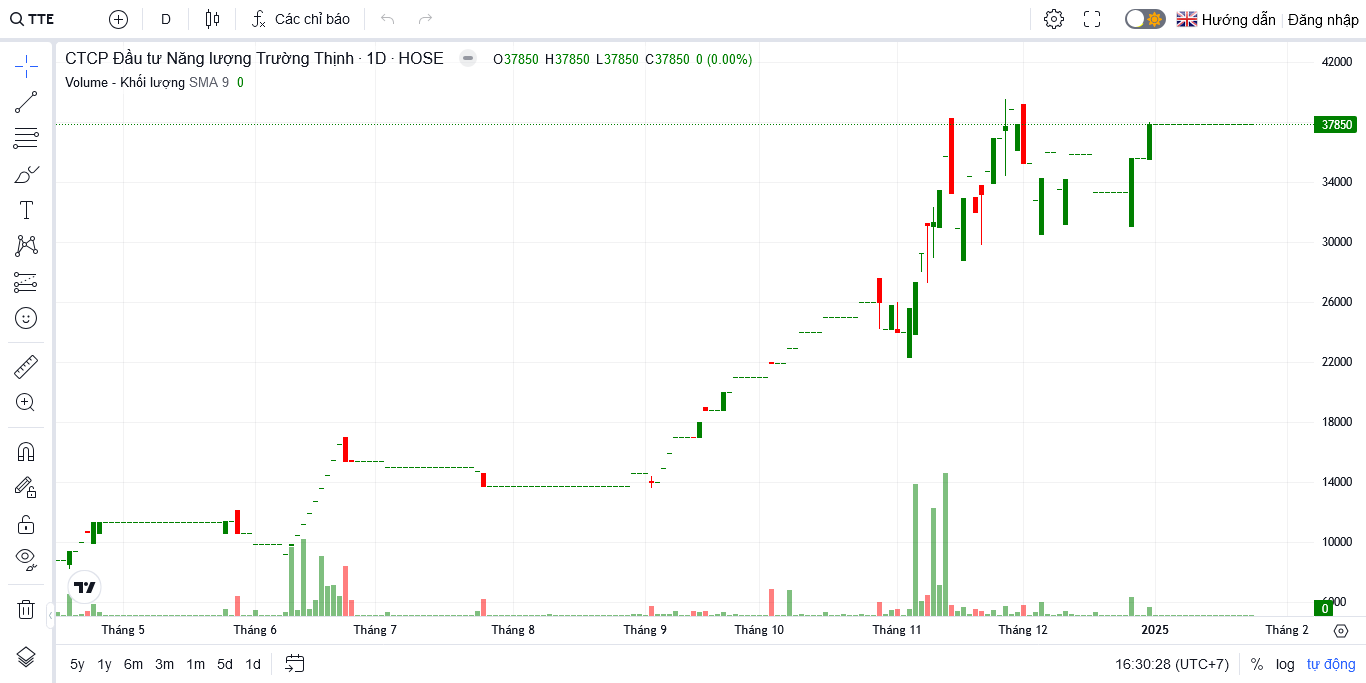 TTE D Các chỉ báo Hướng dẫn Đăng nhập
CTCP Đầu tư Năng lượng Trường Thịnh · 1D · HOSE O37850 H37850 L37850 C37850 0 (0.00%)
Volume - Khối lượng SMA 9 0
42000
37850
34000
30000
26000
22000
18000
14000
10000
6000
0
Tháng 5 Tháng 6 Tháng 7 Tháng 8 Tháng 9 Tháng 10 Tháng 11 Tháng 12 2025 Tháng 2
5y 1y 6m 3m 1m 5d 1d 16:30:28 (UTC+7) % log tự động